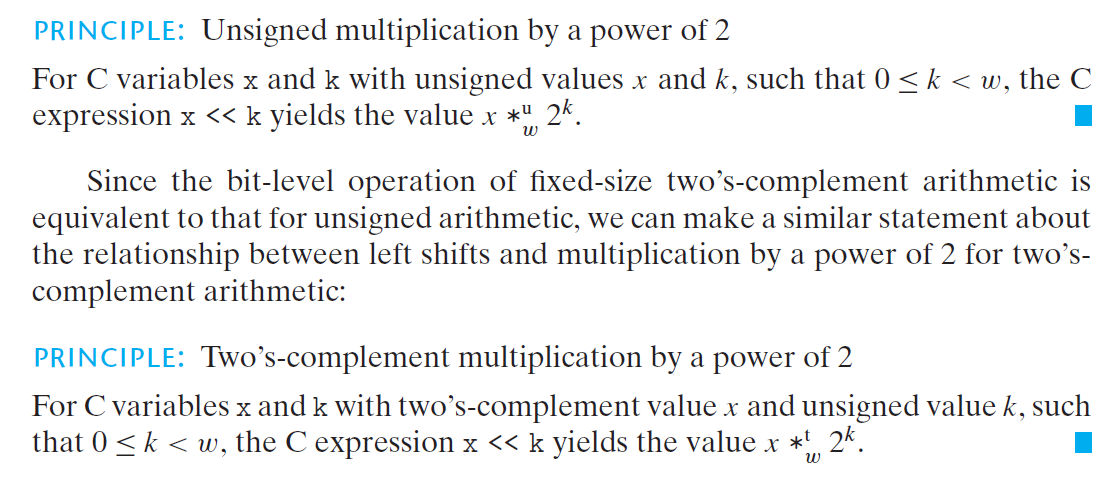 PRINCIPLE: Unsigned multiplication by a power of 2
For C variables x and k with unsigned values x and k, such that 0 ≤ k < w, the C
expression x << k yields the value x *ᵘ_w 2ᵏ.
Since the bit-level operation of fixed-size two’s-complement arithmetic is
equivalent to that for unsigned arithmetic, we can make a similar statement about
the relationship between left shifts and multiplication by a power of 2 for two’s-
complement arithmetic:
PRINCIPLE: Two’s-complement multiplication by a power of 2
For C variables x and k with two’s-complement value x and unsigned value k, such
that 0 ≤ k < w, the C expression x << k yields the value x *ᵗ_w 2ᵏ.